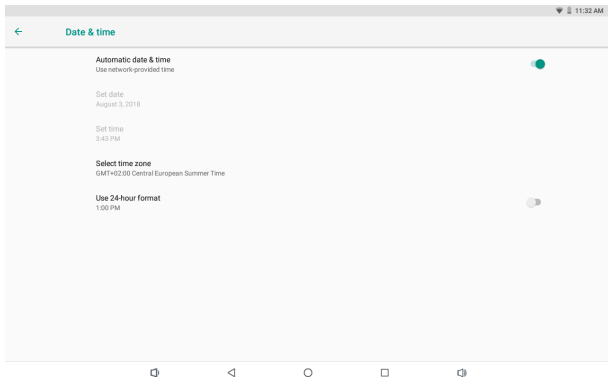 11:32 AM
Date & time
Automatic date & time
Use network-provided time
Set date
August 3, 2018
Set time
3:43 PM
Select time zone
GMT+02:00 Central European Summer Time
Use 24-hour format
1:00 PM